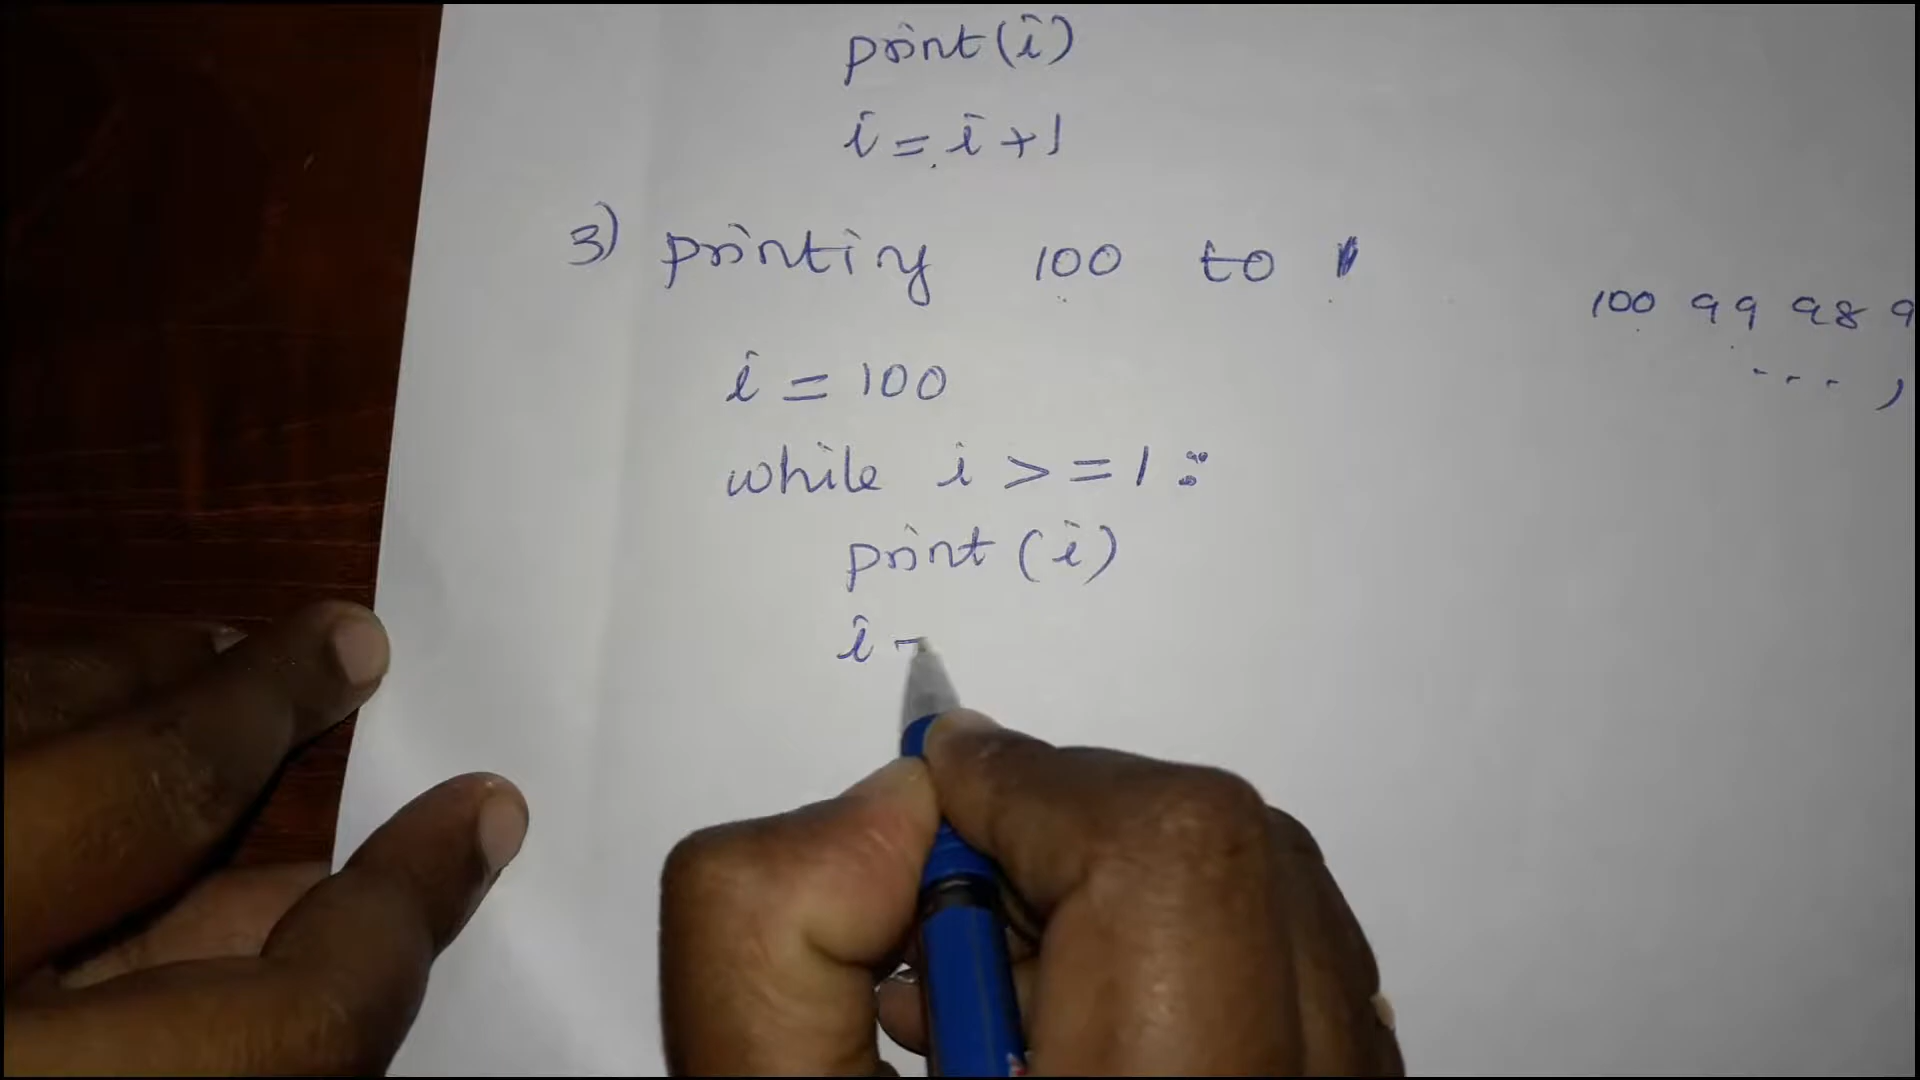 print(i)
i = i + 1
3) printing 100 to 1
100 99 98 9
... ,
i = 100
while i > = 1 :
print (i)
i -